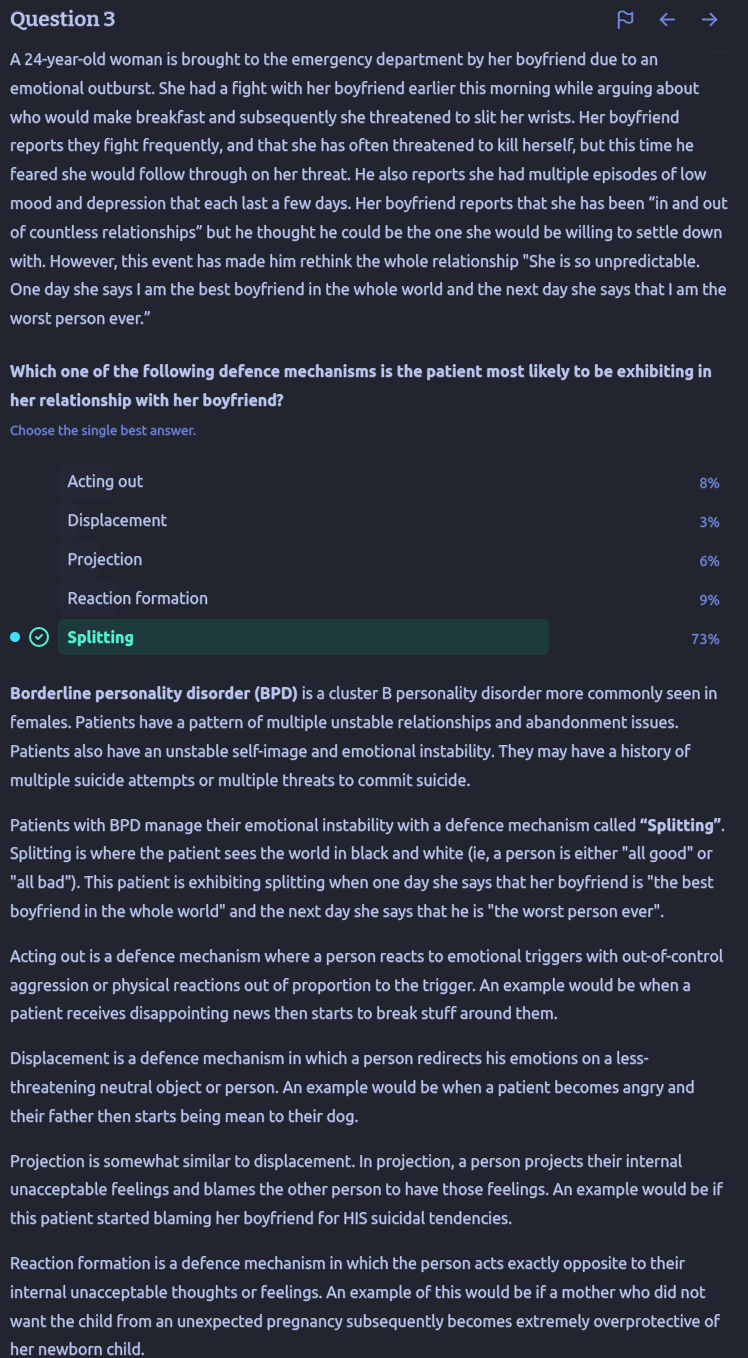 Question 3
A 24-year-old woman is brought to the emergency department by her boyfriend due to an
emotional outburst. She had a fight with her boyfriend earlier this morning while arguing about
who would make breakfast and subsequently she threatened to slit her wrists. Her boyfriend
reports they fight frequently, and that she has often threatened to kill herself, but this time he
feared she would follow through on her threat. He also reports she had multiple episodes of low
mood and depression that each last a few days. Her boyfriend reports that she has been “in and out
of countless relationships” but he thought he could be the one she would be willing to settle down
with. However, this event has made him rethink the whole relationship "She is so unpredictable.
One day she says I am the best boyfriend in the whole world and the next day she says that I am the
worst person ever.”
Which one of the following defence mechanisms is the patient most likely to be exhibiting in
her relationship with her boyfriend?
Choose the single best answer.
Acting out 8%
Displacement 3%
Projection 6%
Reaction formation 9%
Splitting 73%
Borderline personality disorder (BPD) is a cluster B personality disorder more commonly seen in
females. Patients have a pattern of multiple unstable relationships and abandonment issues.
Patients also have an unstable self-image and emotional instability. They may have a history of
multiple suicide attempts or multiple threats to commit suicide.
Patients with BPD manage their emotional instability with a defence mechanism called “Splitting”.
Splitting is where the patient sees the world in black and white (ie, a person is either "all good" or
"all bad"). This patient is exhibiting splitting when one day she says that her boyfriend is "the best
boyfriend in the whole world" and the next day she says that he is "the worst person ever".
Acting out is a defence mechanism where a person reacts to emotional triggers with out-of-control
aggression or physical reactions out of proportion to the trigger. An example would be when a
patient receives disappointing news then starts to break stuff around them.
Displacement is a defence mechanism in which a person redirects his emotions on a less-
threatening neutral object or person. An example would be when a patient becomes angry and
their father then starts being mean to their dog.
Projection is somewhat similar to displacement. In projection, a person projects their internal
unacceptable feelings and blames the other person to have those feelings. An example would be if
this patient started blaming her boyfriend for HIS suicidal tendencies.
Reaction formation is a defence mechanism in which the person acts exactly opposite to their
internal unacceptable thoughts or feelings. An example of this would be if a mother who did not
want the child from an unexpected pregnancy subsequently becomes extremely overprotective of
her newborn child.